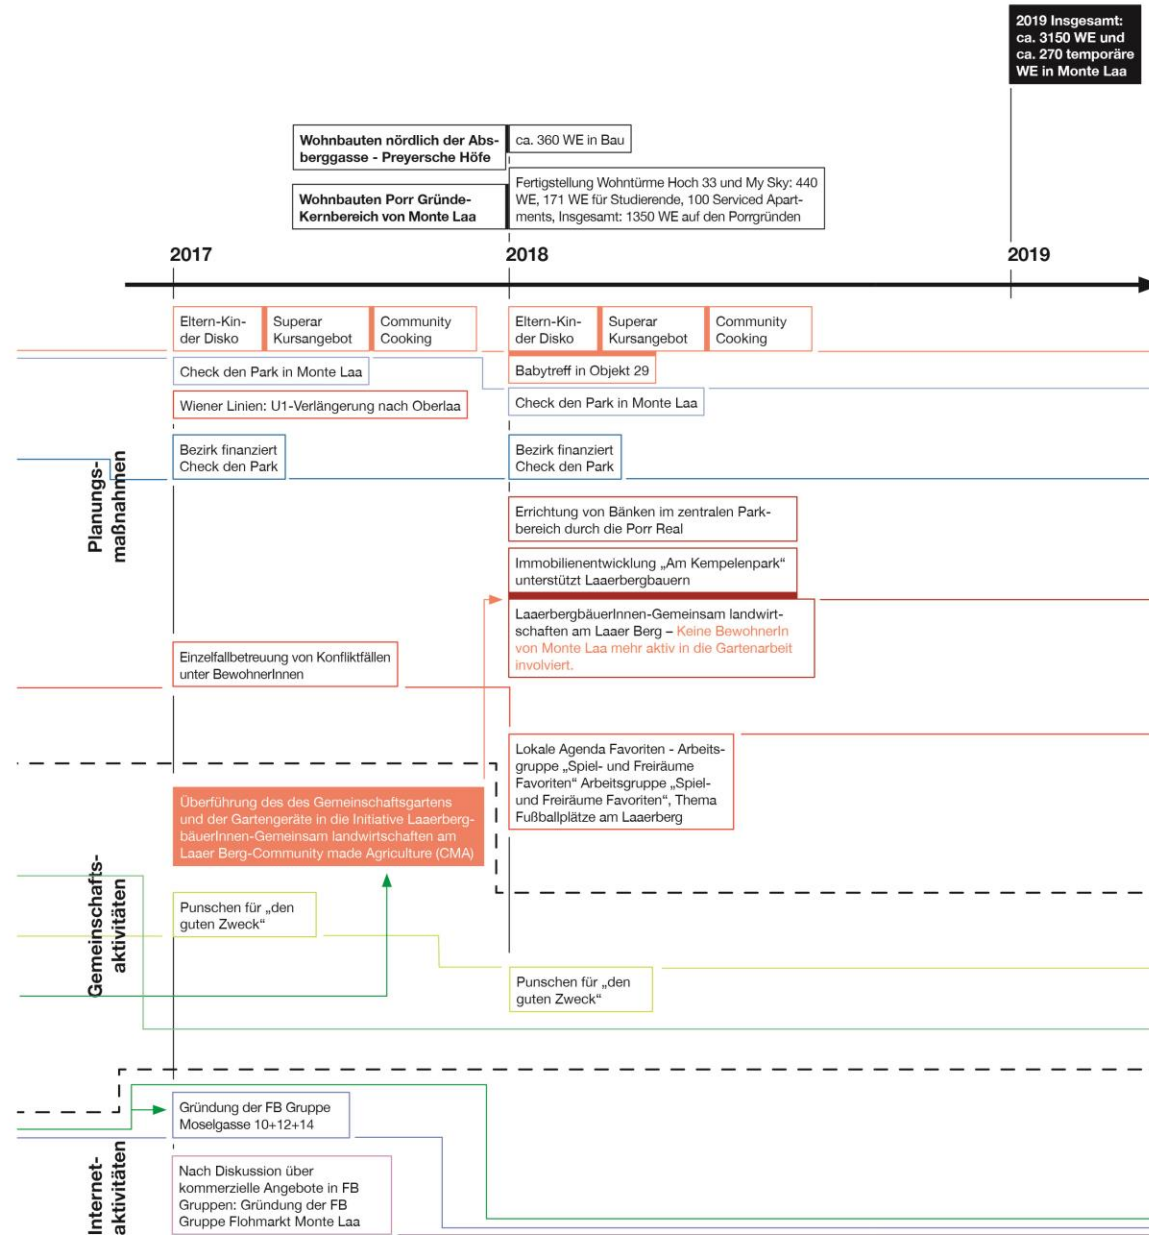 2019 Insgesamt:
ca. 3150 WE und
ca. 270 temporäre
WE in Monte Laa
Wohnbauten nördlich der Abs-
berggasse - Preyersche Höfe
ca. 360 WE in Bau
Wohnbauten Porr Gründe-
Kernbereich von Monte Laa
Fertigstellung Wohntürme Hoch 33 und My Sky: 440
WE, 171 WE für Studierende, 100 Serviced Apart-
ments, Insgesamt: 1350 WE auf den Porrgründen
2017
2018
2019
Eltern-Kin-
der Disko
Superar
Kursangebot
Community
Cooking
Eltern-Kin-
der Disko
Superar
Kursangebot
Community
Cooking
Check den Park in Monte Laa
Babytreff in Objekt 29
Wiener Linien: U1-Verlängerung nach Oberlaa
Check den Park in Monte Laa
Planungs-
maßnahmen
Bezirk finanziert
Check den Park
Bezirk finanziert
Check den Park
Errichtung von Bänken im zentralen Park-
bereich durch die Porr Real
Immobilienentwicklung „Am Kempelenpark“
unterstützt Laaerbergbauern
LaaerbergbäuerInnen-Gemeinsam landwirt-
schaften am Laaer Berg – Keine BewohnerIn
von Monte Laa mehr aktiv in die Gartenarbeit
involviert.
Einzelfallbetreuung von Konfliktfällen
unter BewohnerInnen
Lokale Agenda Favoriten - Arbeits-
gruppe „Spiel- und Freiräume
Favoriten“ Arbeitsgruppe „Spiel-
und Freiräume Favoriten“, Thema
Fußballplätze am Laaerberg
Überführung des des Gemeinschaftsgartens
und der Gartengeräte in die Initiative Laaerberg-
bäuerInnen-Gemeinsam landwirtschaften am
Laaer Berg-Community made Agriculture (CMA)
Gemeinschafts-
aktivitäten
Punschen für „den
guten Zweck“
Punschen für „den
guten Zweck“
Internet-
aktivitäten
Gründung der FB Gruppe
Moselgasse 10+12+14
Nach Diskussion über
kommerzielle Angebote in FB
Gruppen: Gründung der FB
Gruppe Flohmarkt Monte Laa